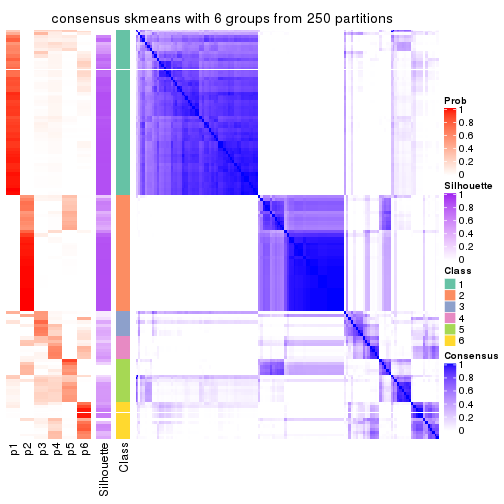 consensus skmeans with 6 groups from 250 partitions
Prob
1
0.8
0.6
0.4
0.2
0
Silhouette
1
0.8
0.6
0.4
0.2
0
Class
1
2
3
4
5
6
Consensus
1
0.8
0.6
0.4
0.2
0
p1
p2
p3
p4
p5
p6
Silhouette
Class